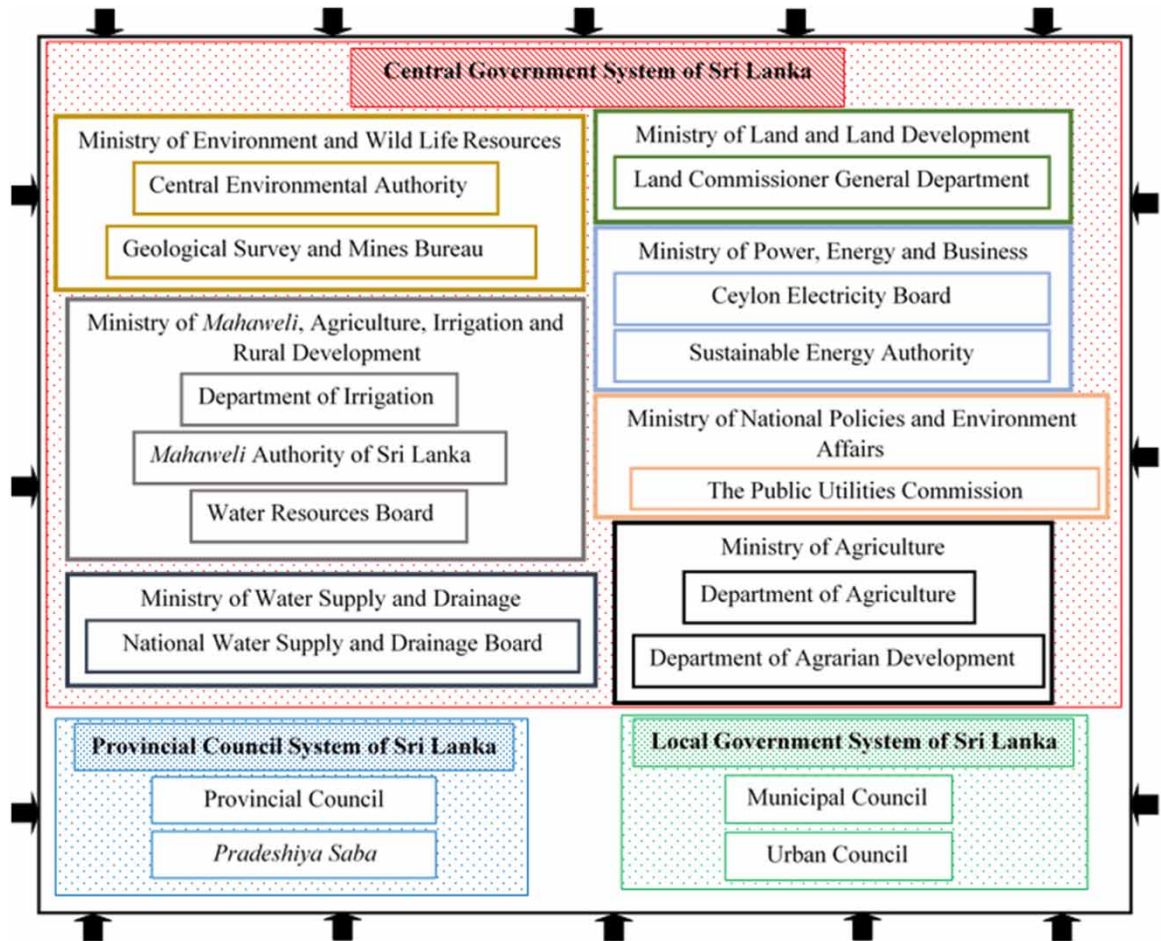 Central Government System of Sri Lanka
Ministry of Environment and Wild Life Resources
Central Environmental Authority
Geological Survey and Mines Bureau
Ministry of Mahaweli, Agriculture, Irrigation and
Rural Development
Department of Irrigation
Mahaweli Authority of Sri Lanka
Water Resources Board
Ministry of Water Supply and Drainage
National Water Supply and Drainage Board
Ministry of Land and Land Development
Land Commissioner General Department
Ministry of Power, Energy and Business
Ceylon Electricity Board
Sustainable Energy Authority
Ministry of National Policies and Environment
Affairs
The Public Utilities Commission
Ministry of Agriculture
Department of Agriculture
Department of Agrarian Development
Provincial Council System of Sri Lanka
Provincial Council
Pradeshiya Saba
Local Government System of Sri Lanka
Municipal Council
Urban Council